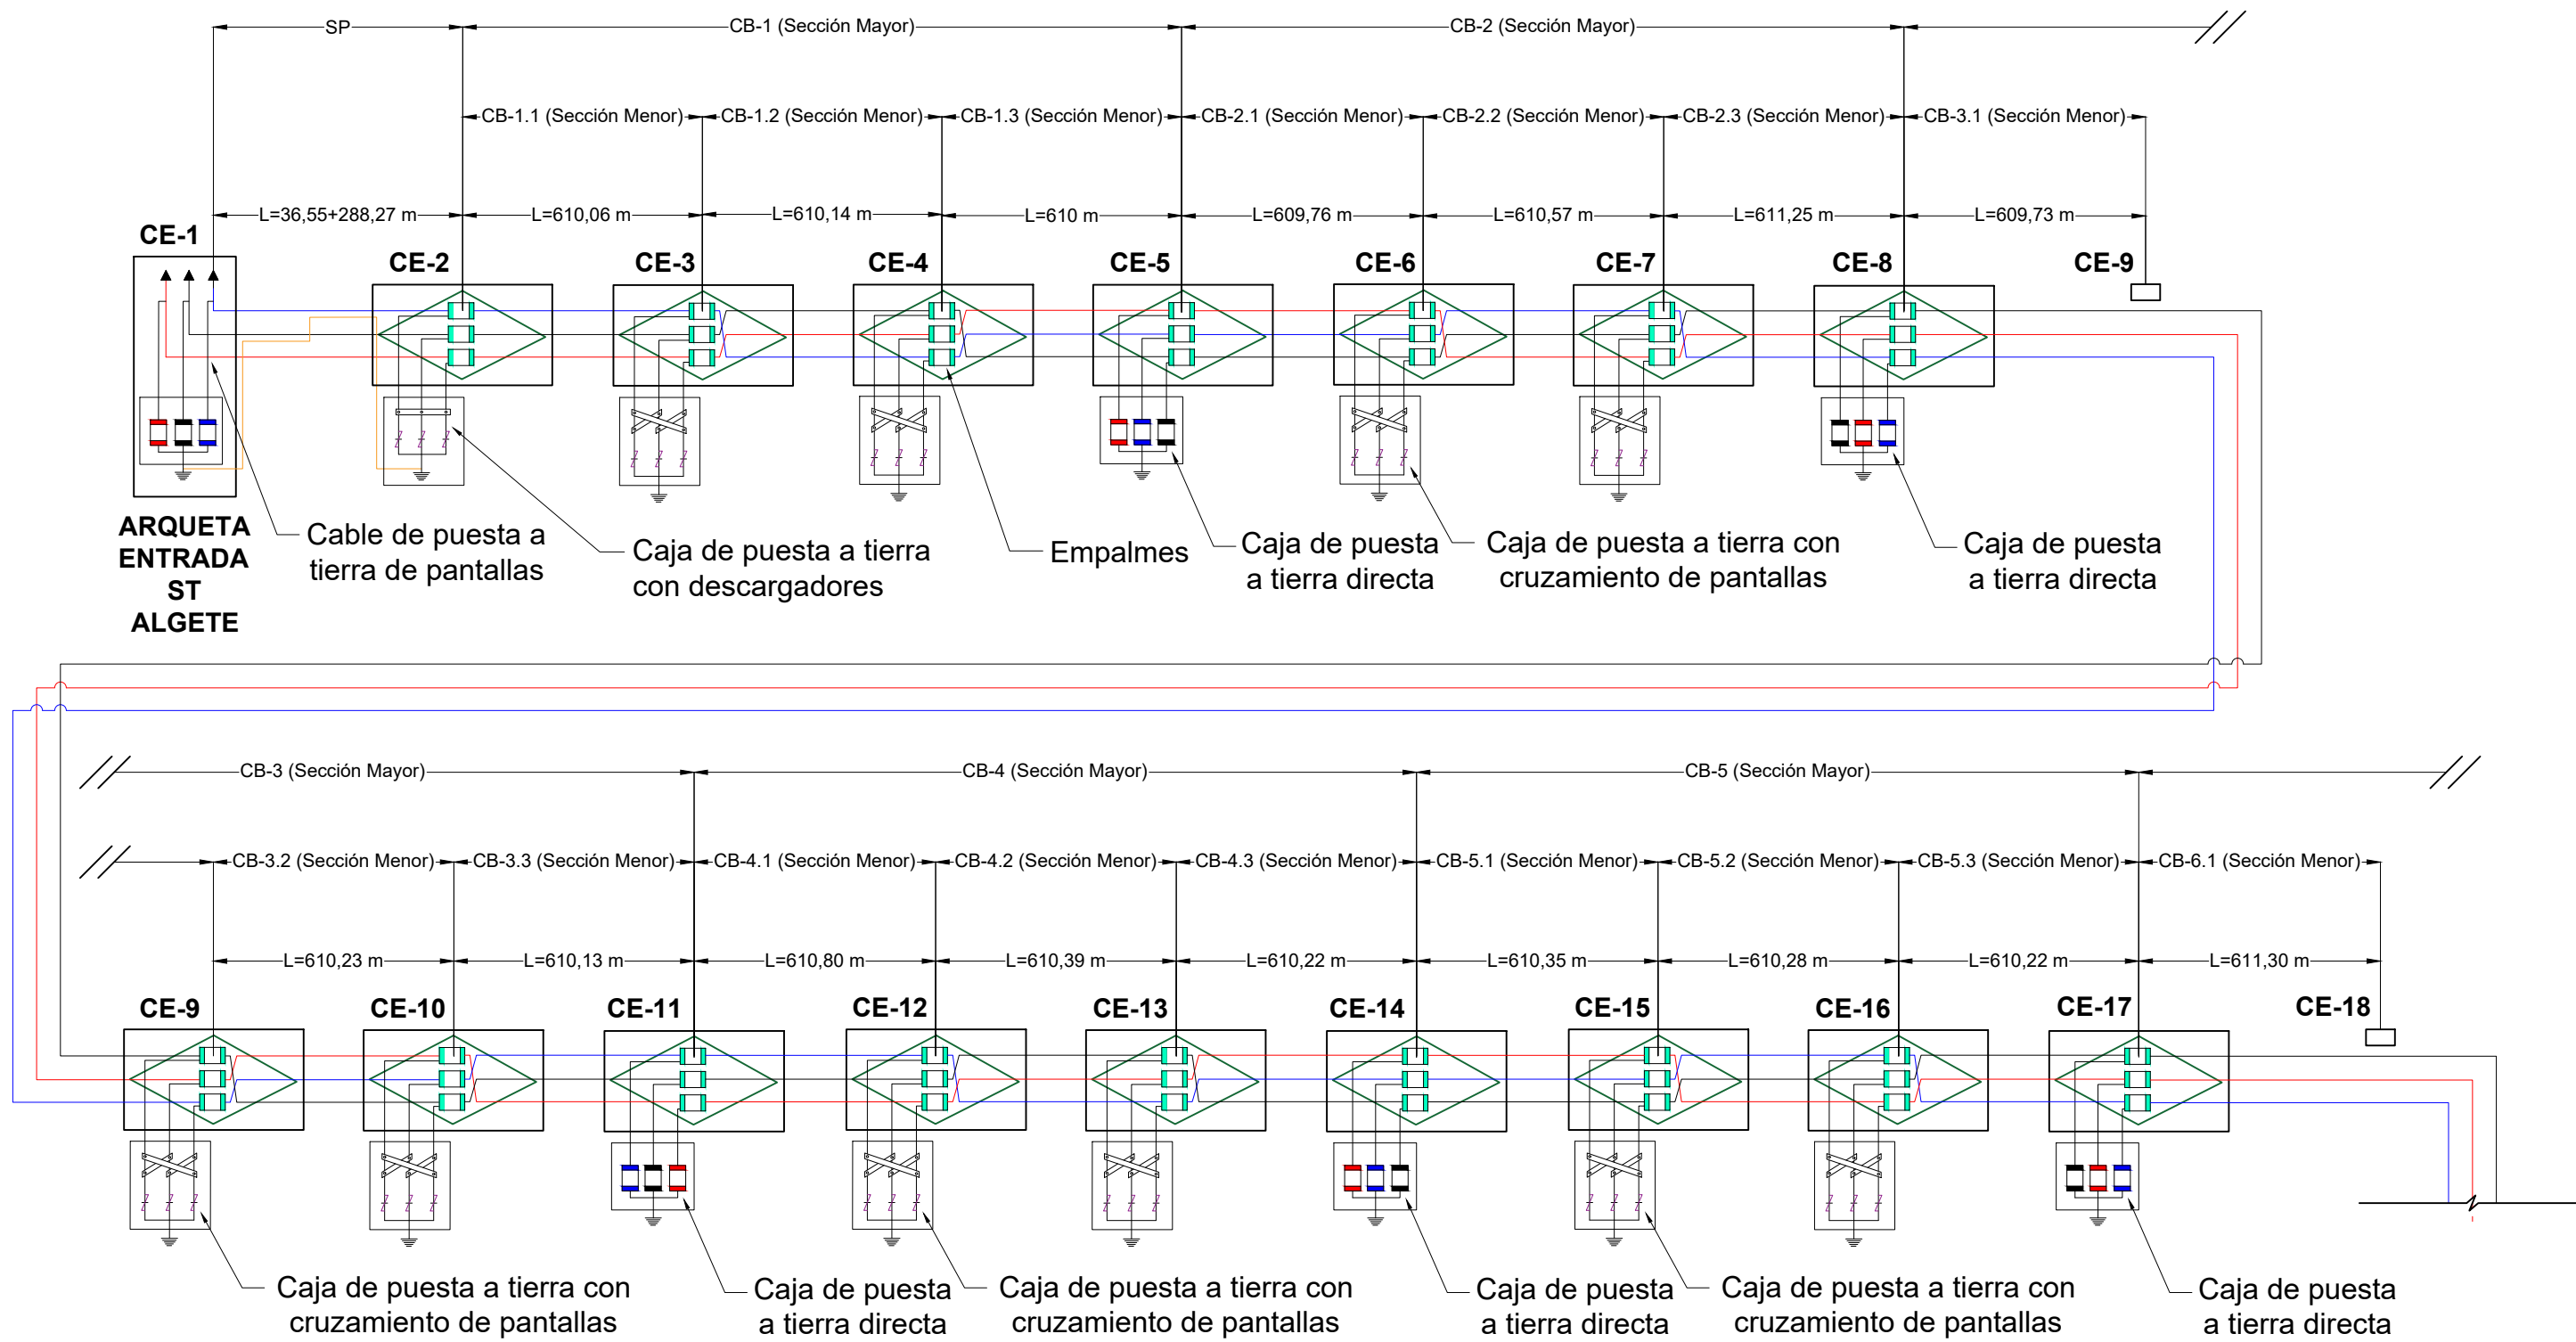 SP
CB-1 (Sección Mayor)
CB-2 (Sección Mayor)
CB-1.1 (Sección Menor)
CB-1.2 (Sección Menor)
CB-1.3 (Sección Menor)
CB-2.1 (Sección Menor)
CB-2.2 (Sección Menor)
CB-2.3 (Sección Menor)
CB-3.1 (Sección Menor)
L=36,55+288,27 m
L=610,06 m
L=610,14 m
L=610 m
L=609,76 m
L=610,57 m
L=611,25 m
L=609,73 m
CE-1
CE-2
CE-3
CE-4
CE-5
CE-6
CE-7
CE-8
CE-9
ARQUETA
ENTRADA
ST
ALGETE
Cable de puesta a
tierra de pantallas
Caja de puesta a tierra
con descargadores
Empalmes
Caja de puesta
a tierra directa
Caja de puesta a tierra con
cruzamiento de pantallas
Caja de puesta
a tierra directa
CB-3 (Sección Mayor)
CB-4 (Sección Mayor)
CB-5 (Sección Mayor)
CB-3.2 (Sección Menor)
CB-3.3 (Sección Menor)
CB-4.1 (Sección Menor)
CB-4.2 (Sección Menor)
CB-4.3 (Sección Menor)
CB-5.1 (Sección Menor)
CB-5.2 (Sección Menor)
CB-5.3 (Sección Menor)
CB-6.1 (Sección Menor)
L=610,23 m
L=610,13 m
L=610,80 m
L=610,39 m
L=610,22 m
L=610,35 m
L=610,28 m
L=610,22 m
L=611,30 m
CE-9
CE-10
CE-11
CE-12
CE-13
CE-14
CE-15
CE-16
CE-17
CE-18
Caja de puesta a tierra con
cruzamiento de pantallas
Caja de puesta
a tierra directa
Caja de puesta a tierra con
cruzamiento de pantallas
Caja de puesta
a tierra directa
Caja de puesta a tierra con
cruzamiento de pantallas
Caja de puesta
a tierra directa